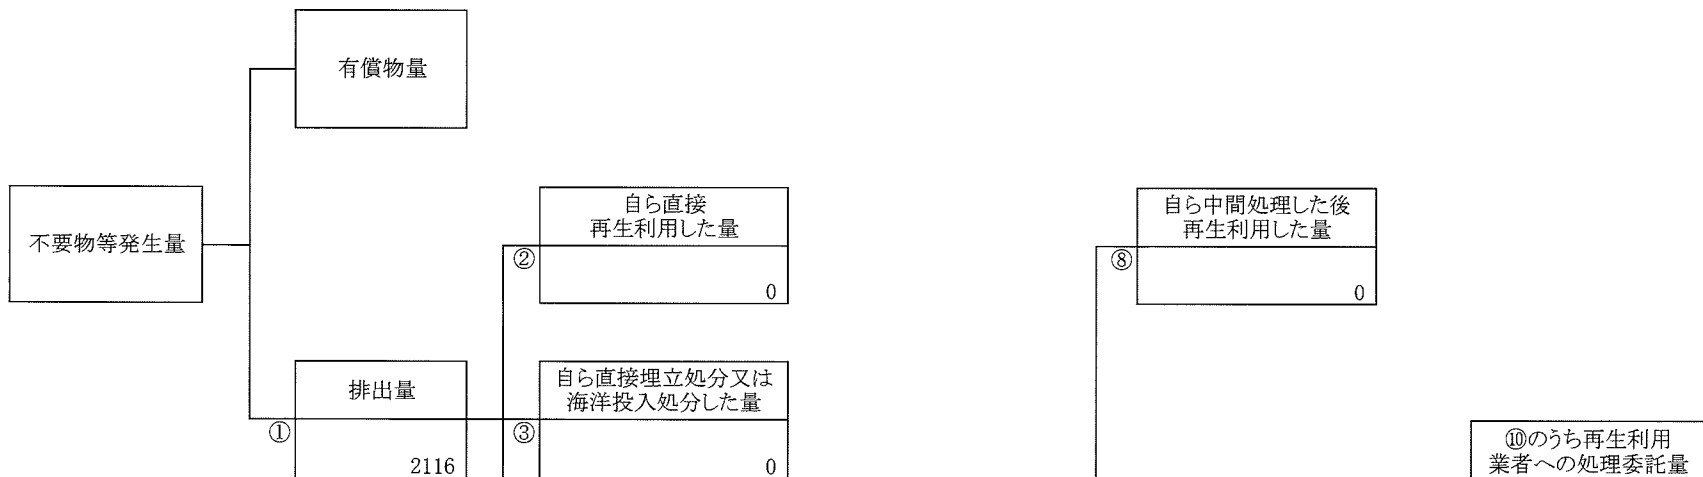 有償物量
不要物等発生量
自ら直接
再生利用した量
②
0
自ら中間処理した後
再生利用した量
⑧
0
排出量
①
2116
自ら直接埋立処分又は
海洋投入処分した量
③
0
⑩のうち再生利用
業者への処理委託量